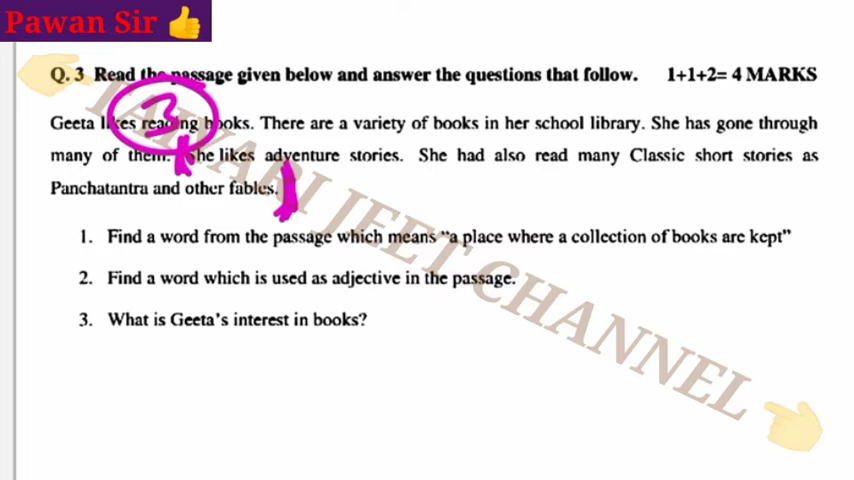 Pawan Sir
Q. 3 Read the passage given below and answer the questions that follow. 1+1+2= 4 MARKS
Geeta likes reading books. There are a variety of books in her school library. She has gone through
many of them. She likes adventure stories. She had also read many Classic short stories as
Panchatantra and other fables.
3
1. Find a word from the passage which means "a place where a collection of books are kept"
2. Find a word which is used as adjective in the passage.
3. What is Geeta's interest in books?
JEET CHANNEL